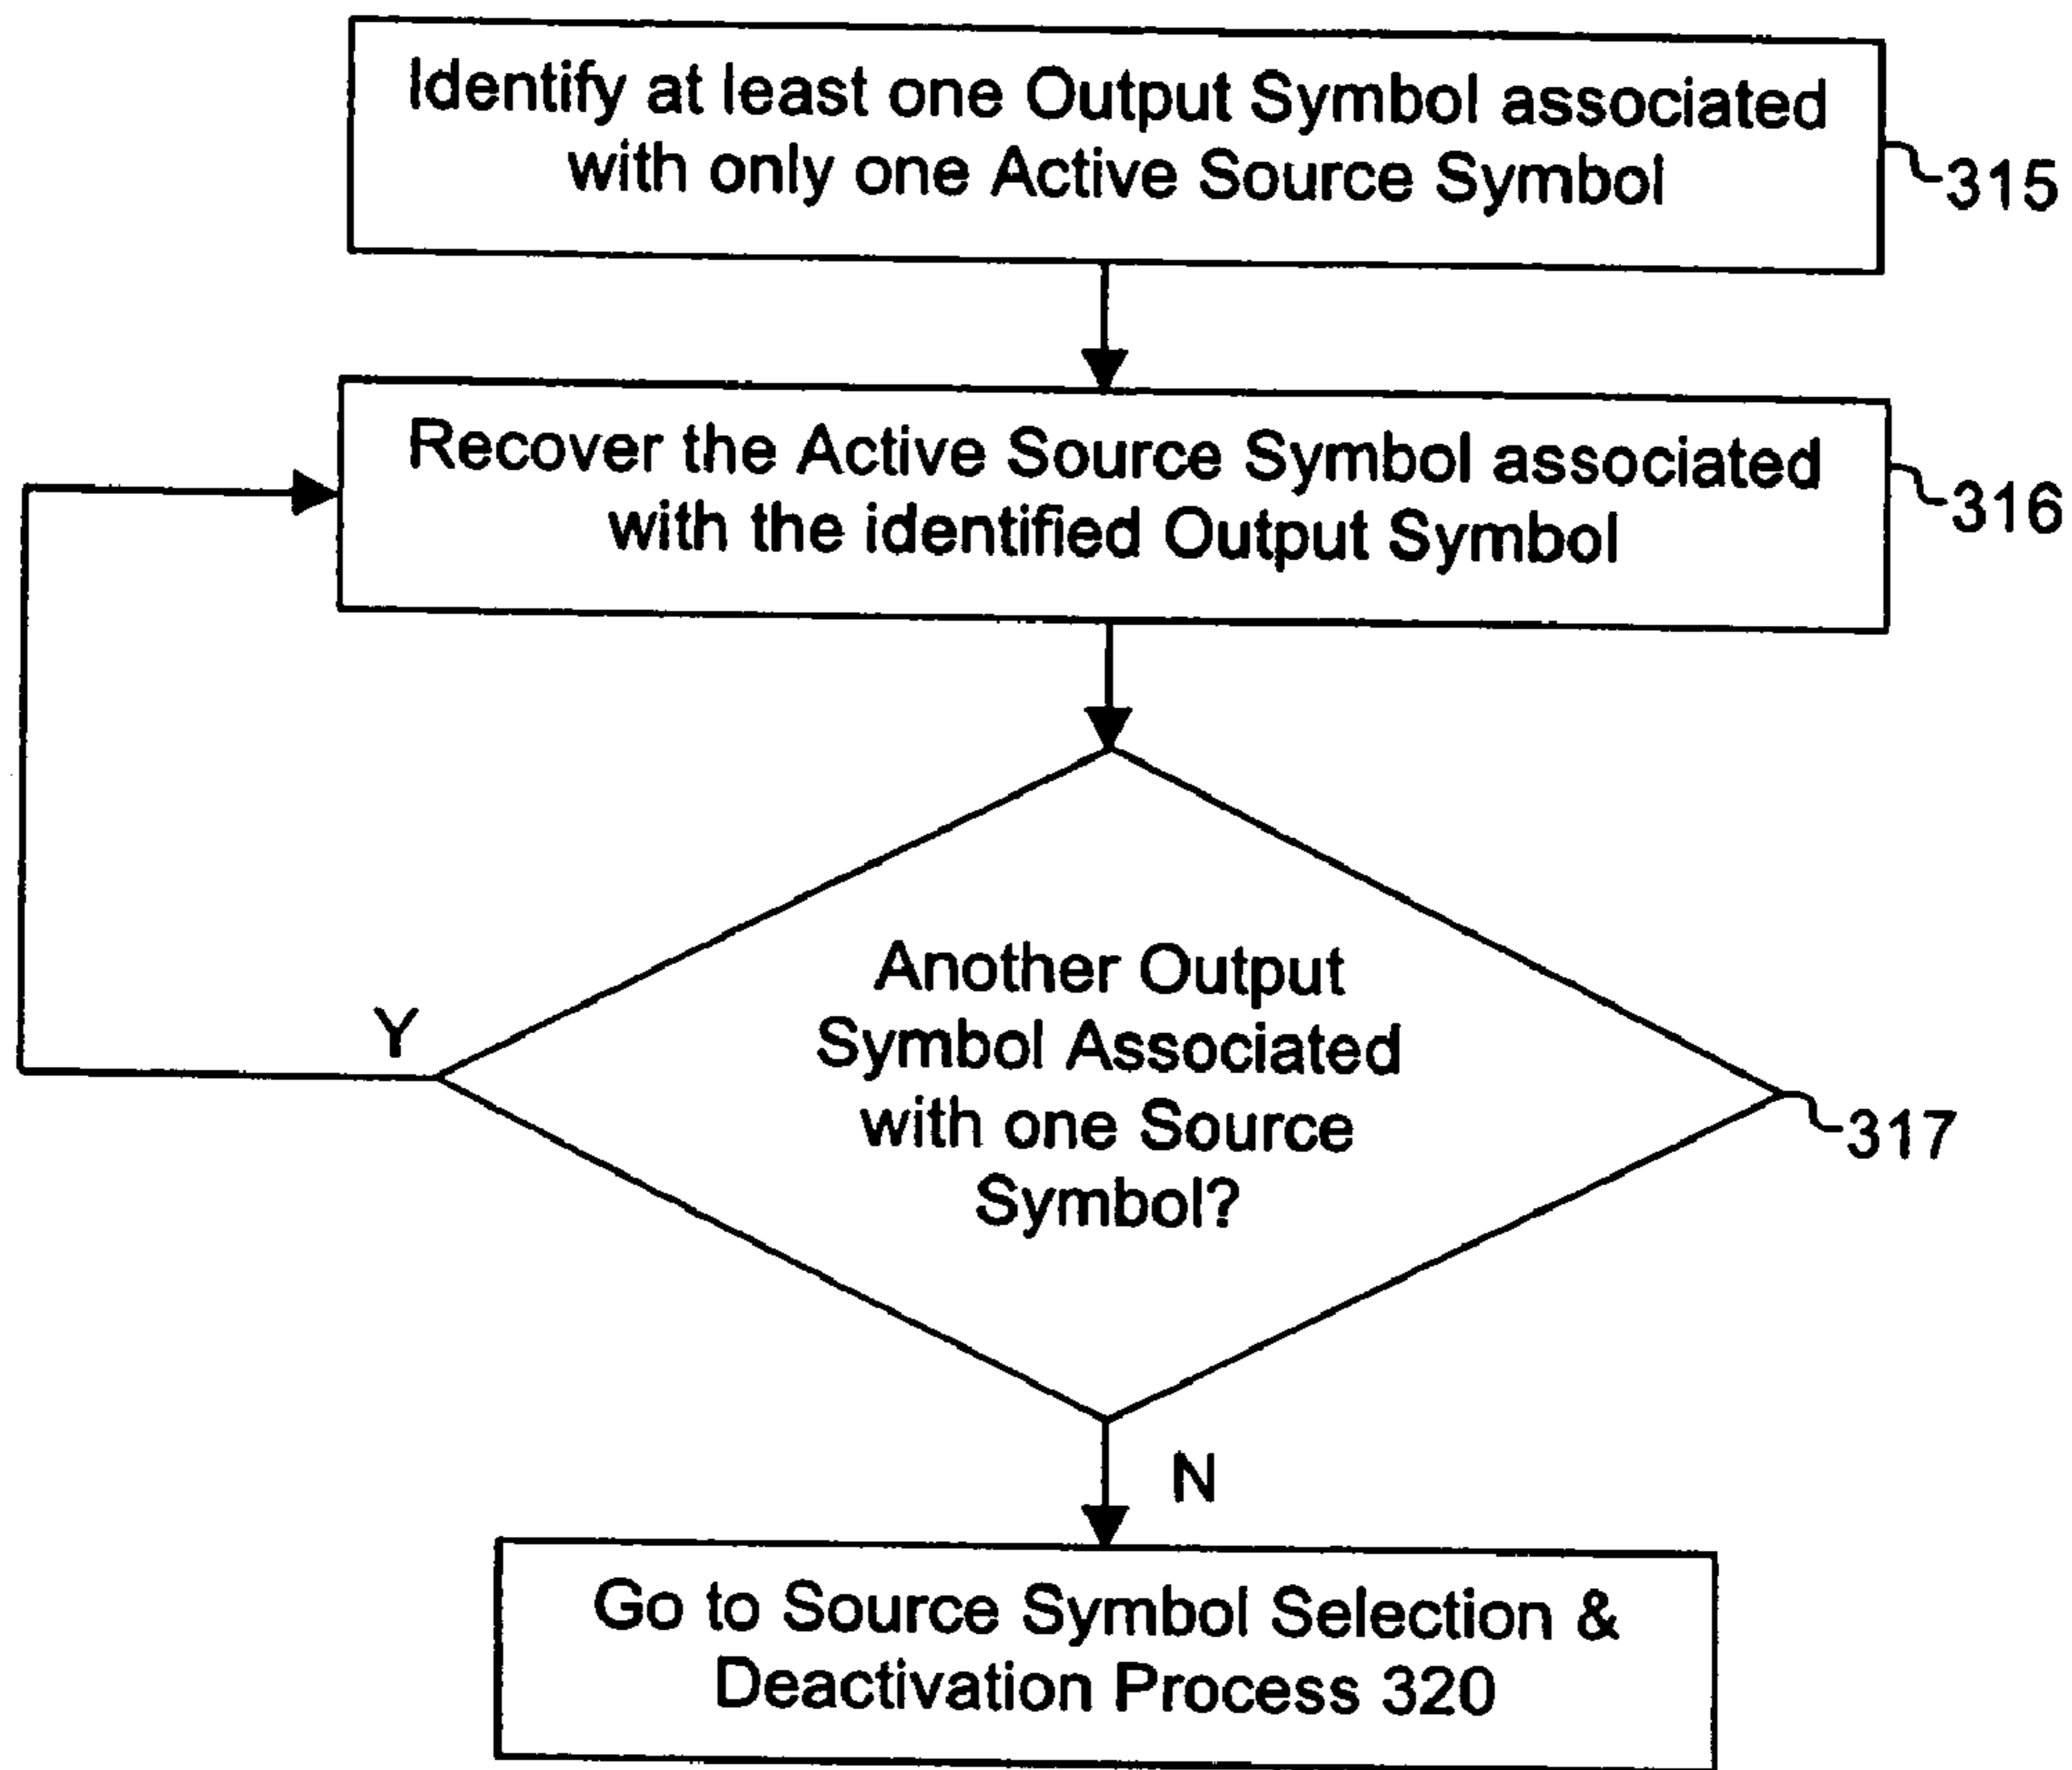 Identify at least one Output Symbol associated
with only one Active Source Symbol
315
Recover the Active Source Symbol associated
with the identified Output Symbol
316
Another Output
Symbol Associated
with one Source
Symbol?
Y
317
N
Go to Source Symbol Selection &
Deactivation Process 320